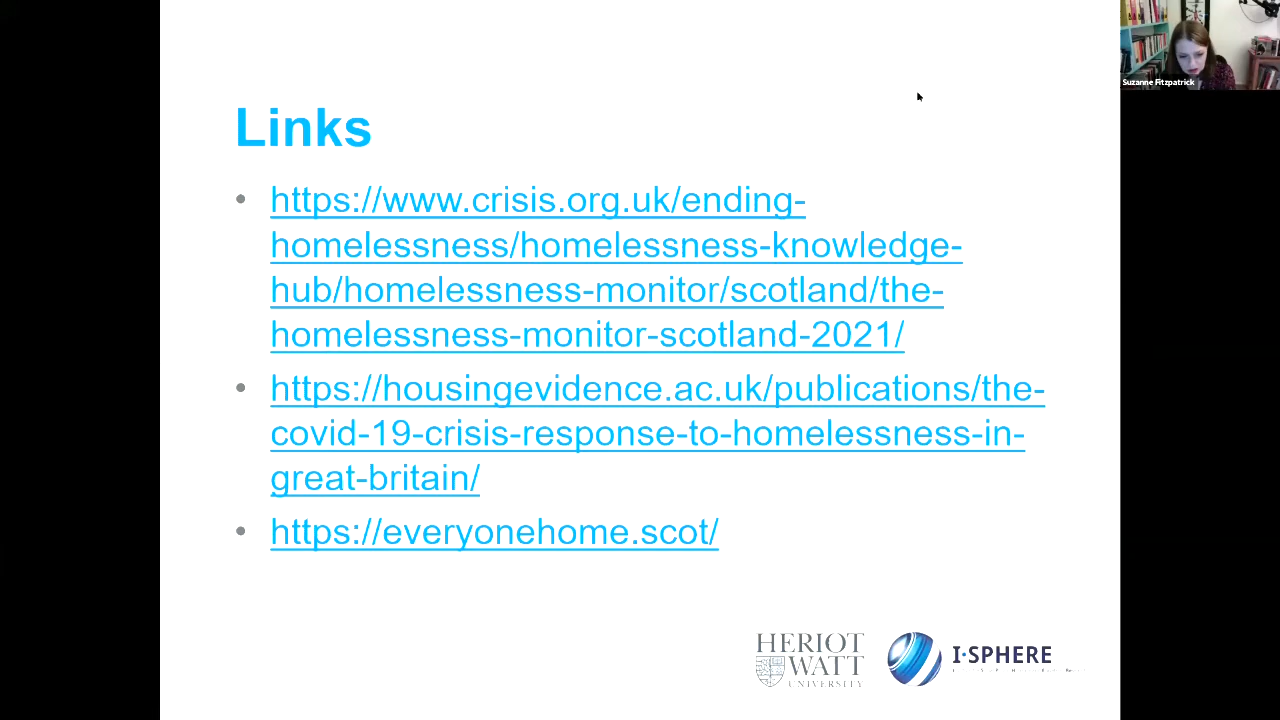 Suzanne Fitzpatrick
Links
• https://www.crisis.org.uk/ending-
homelessness/homelessness-knowledge-
hub/homelessness-monitor/scotland/the-
homelessness-monitor-scotland-2021/
• https://housingevidence.ac.uk/publications/the-
covid-19-crisis-response-to-homelessness-in-
great-britain/
• https://everyonehome.scot/
HERIOT
WATT
UNIVERSITY
I·SPHERE